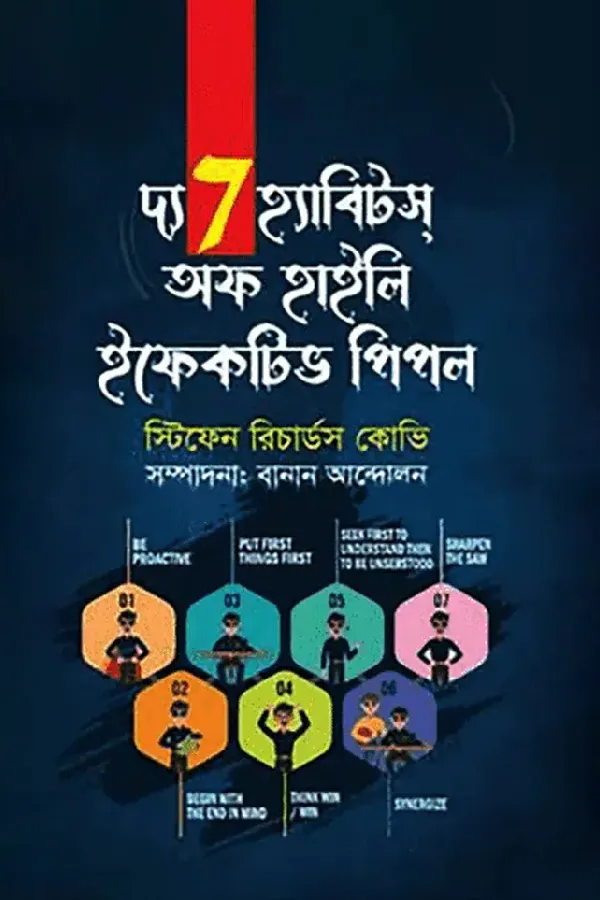 দ্য 7 হ্যাবিটস্
অফ হাইলি
ইফেকটিভ পিপল
স্টিফেন রিচার্ডস কোভি
সম্পাদনা: বানান আন্দোলন
BE
PROACTIVE
PUT FIRST
THINGS FIRST
SEEK FIRST TO
UNDERSTAND THEN
TO BE UNSERSTOOD
SHARPEN
THE SAW
01
03
05
07
02
04
06
BEGIN WITH
THE END IN MIND
THINK WIN
/ WIN
SYNERGIZE